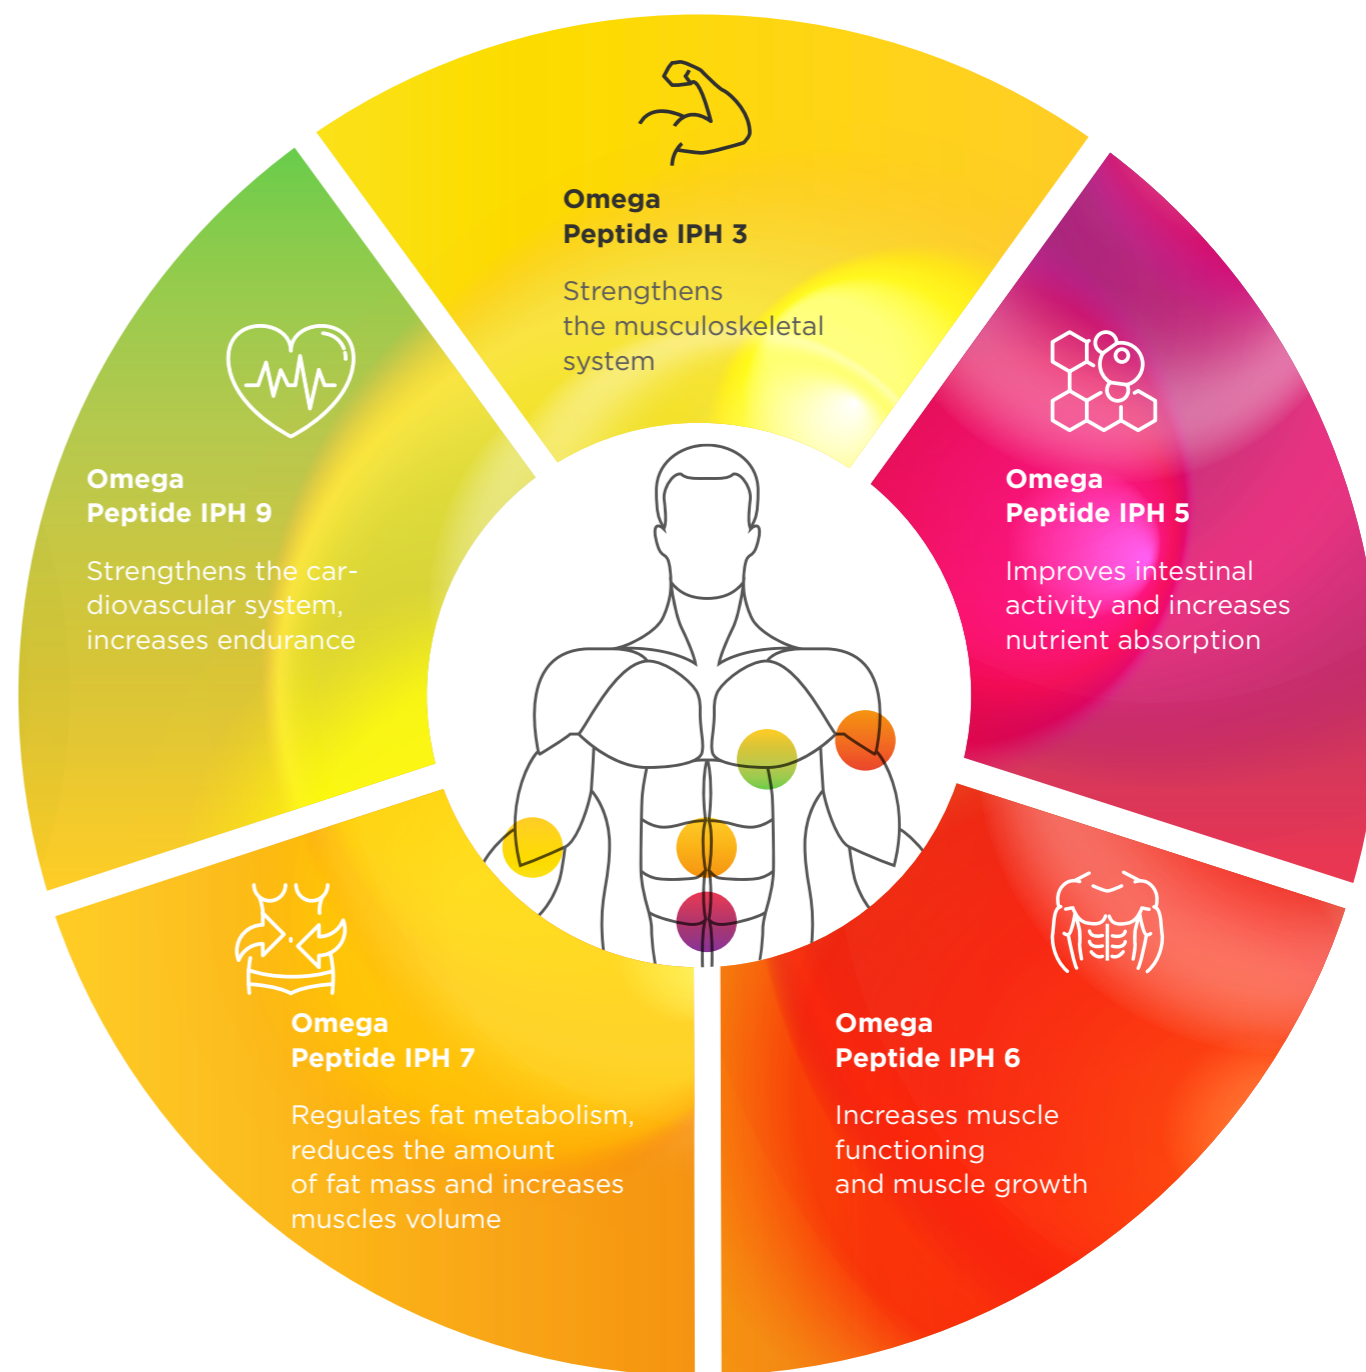 Omega
Peptide IPH 3
Strengthens
the musculoskeletal
system
Omega
Peptide IPH 5
Improves intestinal
activity and increases
nutrient absorption
Omega
Peptide IPH 6
Increases muscle
functioning
and muscle growth
Omega
Peptide IPH 7
Regulates fat metabolism,
reduces the amount
of fat mass and increases
muscles volume
Omega
Peptide IPH 9
Strengthens the car-
diovascular system,
increases endurance